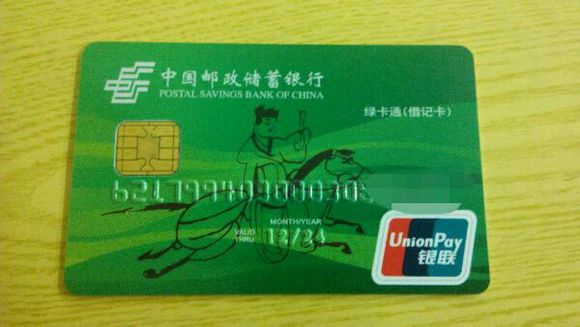 中国邮政储蓄银行
POSTAL SAVINGS BANK OF CHINA
绿卡通(借记卡)
MONTH/YEAR
VALID THRU 12/24
UnionPay
银联